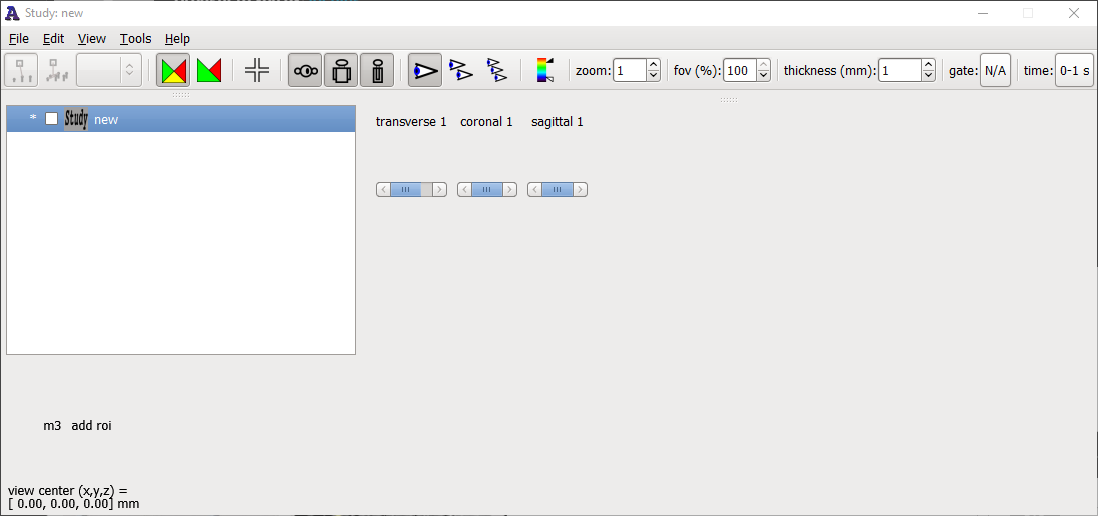 Study: new
File Edit View Tools Help
zoom: 1 fov (%): 100 thickness (mm): 1 gate: N/A time: 0-1 s
* Study new
transverse 1 coronal 1 sagittal 1
m3 add roi
view center (x,y,z) =
[ 0.00, 0.00, 0.00] mm